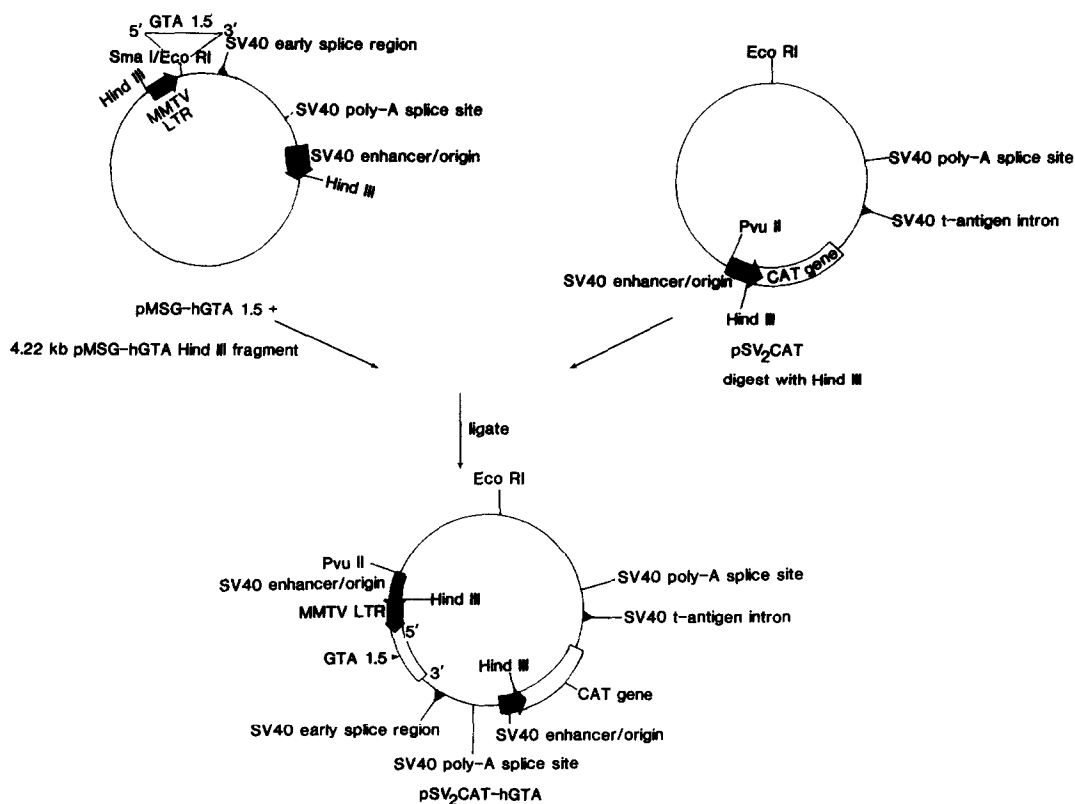 GTA 1.5
5′ 3′
SV40 early splice region
Sma I/Eco RI
Hind III
MMTV
LTR
SV40 poly-A splice site
SV40 enhancer/origin
Hind III
pMSG-hGTA 1.5 +
4.22 kb pMSG-hGTA Hind III fragment
Eco RI
SV40 poly-A splice site
SV40 t-antigen intron
Pvu II
CAT gene
SV40 enhancer/origin
Hind III
pSV2CAT
digest with Hind III
ligate
Eco RI
Pvu II
SV40 enhancer/origin
Hind III
MMTV LTR
5′
GTA 1.5
3′
SV40 poly-A splice site
SV40 t-antigen intron
Hind III
CAT gene
SV40 early splice region
SV40 enhancer/origin
SV40 poly-A splice site
pSV2CAT-hGTA